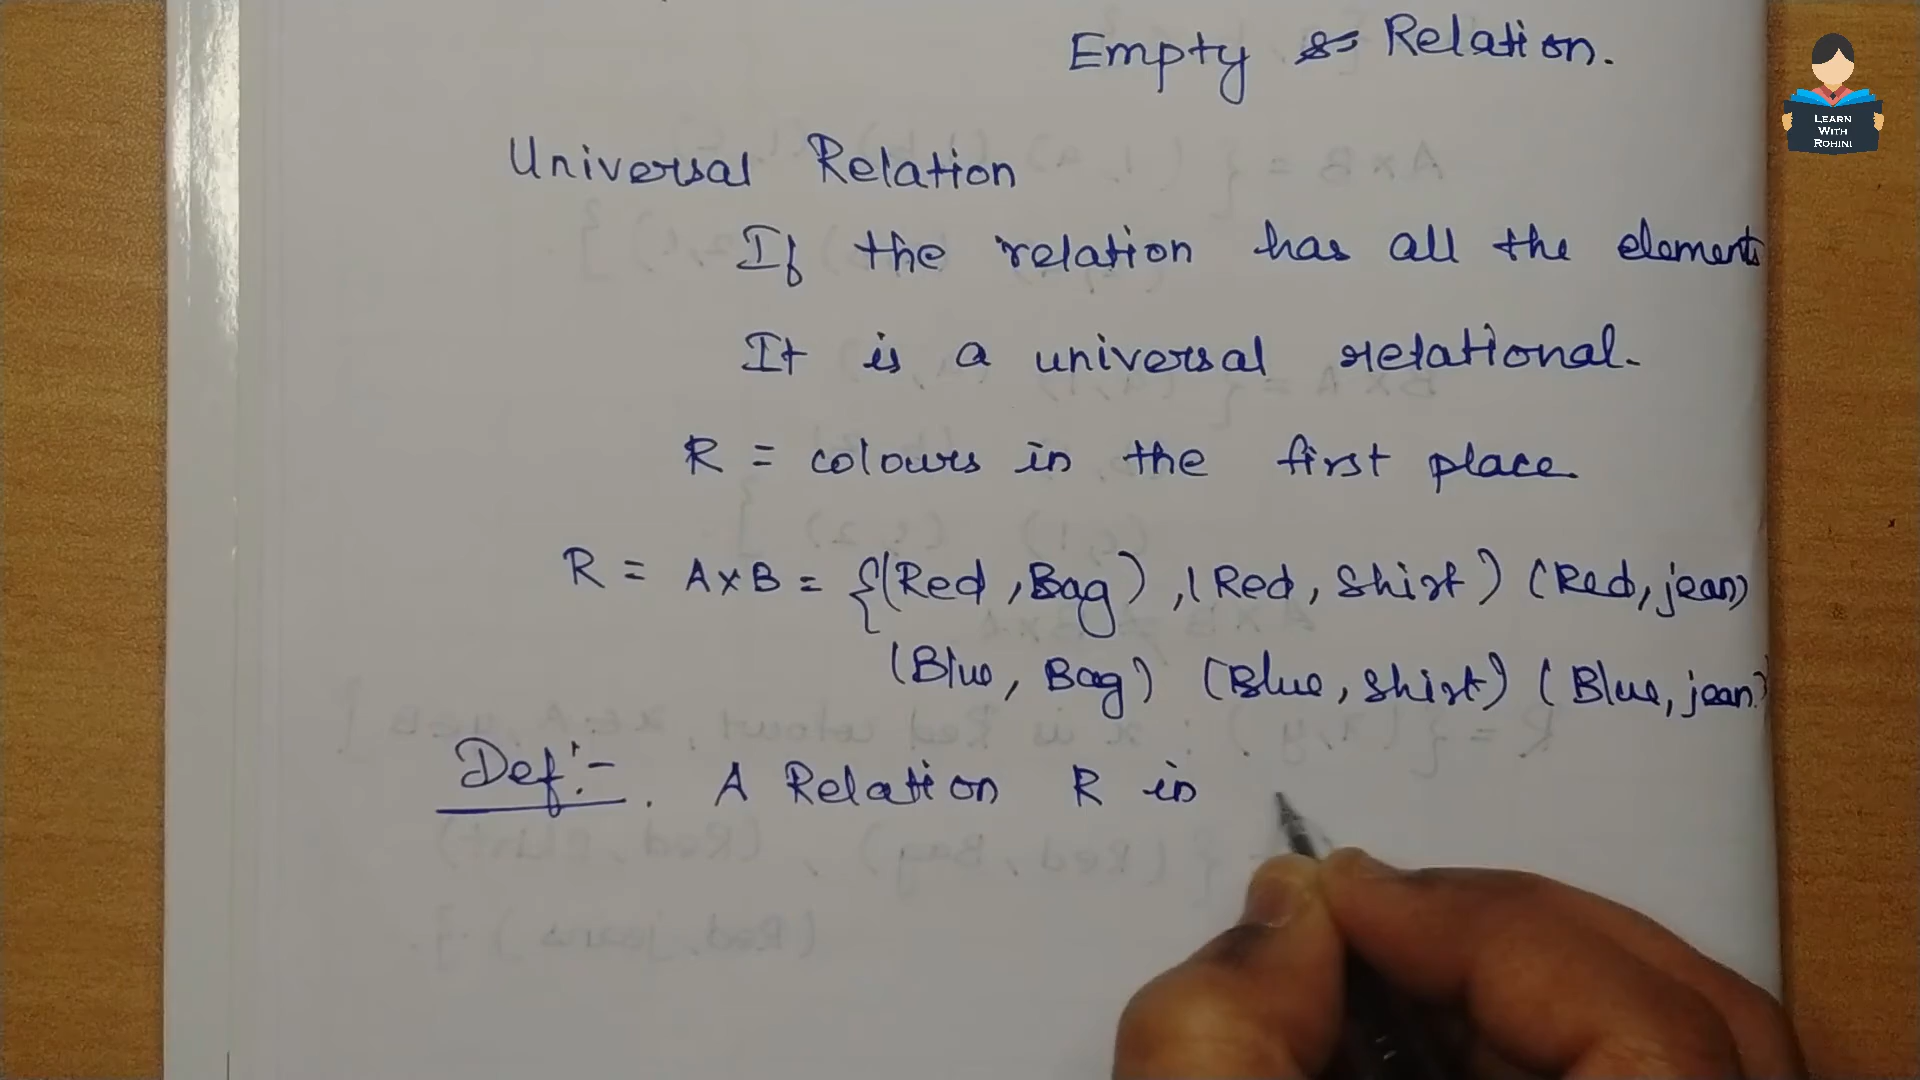 Empty Relation.
LEARN
WITH
ROHINI
Universal Relation
If the relation has all the elements
It is a universal relational.
R = colours in the first place
R = A×B = {(Red, Bag), (Red, Shirt) (Red, jean)
(Blue, Bag) (Blue, Shirt) (Blue, jean)
Def:-. A Relation R in